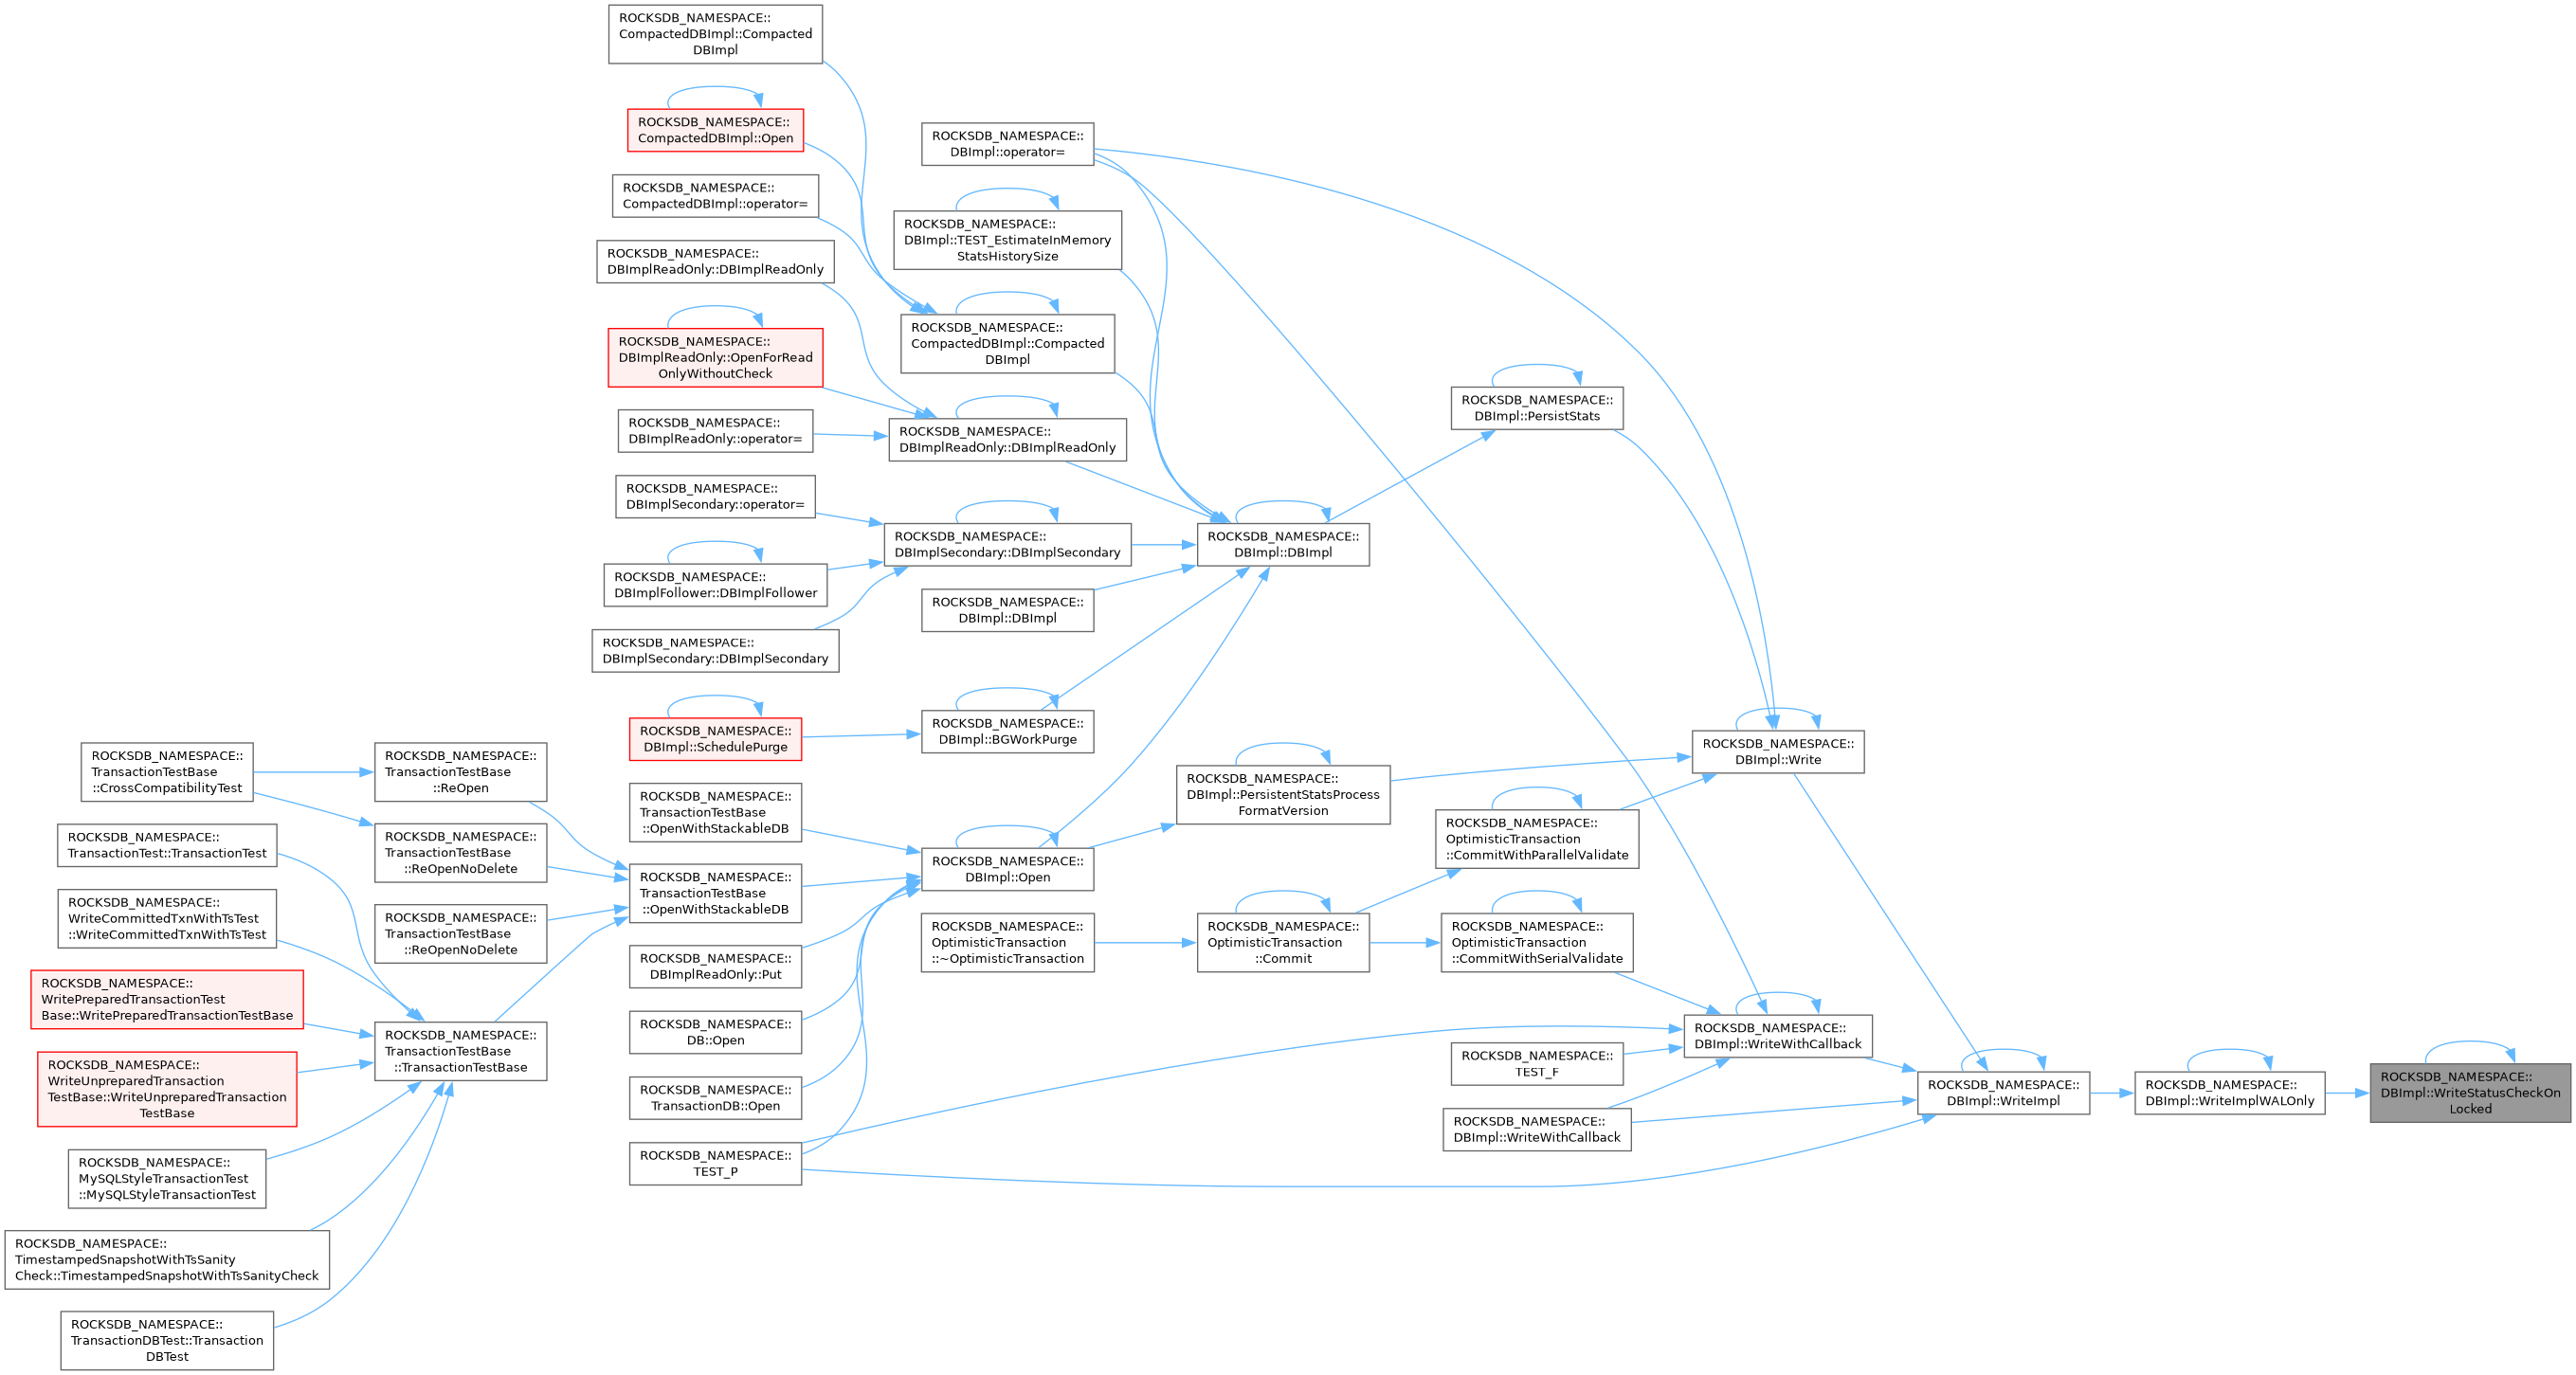 ROCKSDB_NAMESPACE::
CompactedDBImpl::Compacted
DBImpl
ROCKSDB_NAMESPACE::
CompactedDBImpl::Open
ROCKSDB_NAMESPACE::
CompactedDBImpl::operator=
ROCKSDB_NAMESPACE::
DBImplReadOnly::DBImplReadOnly
ROCKSDB_NAMESPACE::
DBImplReadOnly::OpenForRead
OnlyWithoutCheck
ROCKSDB_NAMESPACE::
DBImplReadOnly::operator=
ROCKSDB_NAMESPACE::
DBImplSecondary::operator=
ROCKSDB_NAMESPACE::
DBImplFollower::DBImplFollower
ROCKSDB_NAMESPACE::
DBImplSecondary::DBImplSecondary
ROCKSDB_NAMESPACE::
DBImpl::SchedulePurge
ROCKSDB_NAMESPACE::
TransactionTestBase
::OpenWithStackableDB
ROCKSDB_NAMESPACE::
TransactionTestBase
::OpenWithStackableDB
ROCKSDB_NAMESPACE::
DBImplReadOnly::Put
ROCKSDB_NAMESPACE::
DB::Open
ROCKSDB_NAMESPACE::
TransactionDB::Open
ROCKSDB_NAMESPACE::
TEST_P
ROCKSDB_NAMESPACE::
TransactionTestBase
::CrossCompatibilityTest
ROCKSDB_NAMESPACE::
TransactionTest::TransactionTest
ROCKSDB_NAMESPACE::
WriteCommittedTxnWithTsTest
::WriteCommittedTxnWithTsTest
ROCKSDB_NAMESPACE::
WritePreparedTransactionTest
Base::WritePreparedTransactionTestBase
ROCKSDB_NAMESPACE::
WriteUnpreparedTransaction
TestBase::WriteUnpreparedTransaction
TestBase
ROCKSDB_NAMESPACE::
MySQLStyleTransactionTest
::MySQLStyleTransactionTest
ROCKSDB_NAMESPACE::
TimestampedSnapshotWithTsSanity
Check::TimestampedSnapshotWithTsSanityCheck
ROCKSDB_NAMESPACE::
TransactionDBTest::Transaction
DBTest
ROCKSDB_NAMESPACE::
TransactionTestBase
::ReOpen
ROCKSDB_NAMESPACE::
TransactionTestBase
::ReOpenNoDelete
ROCKSDB_NAMESPACE::
TransactionTestBase
::ReOpenNoDelete
ROCKSDB_NAMESPACE::
TransactionTestBase
::TransactionTestBase
ROCKSDB_NAMESPACE::
DBImpl::operator=
ROCKSDB_NAMESPACE::
DBImpl::TEST_EstimateInMemory
StatsHistorySize
ROCKSDB_NAMESPACE::
CompactedDBImpl::Compacted
DBImpl
ROCKSDB_NAMESPACE::
DBImplReadOnly::DBImplReadOnly
ROCKSDB_NAMESPACE::
DBImplSecondary::DBImplSecondary
ROCKSDB_NAMESPACE::
DBImpl::DBImpl
ROCKSDB_NAMESPACE::
DBImpl::BGWorkPurge
ROCKSDB_NAMESPACE::
DBImpl::Open
ROCKSDB_NAMESPACE::
OptimisticTransaction
::~OptimisticTransaction
ROCKSDB_NAMESPACE::
DBImpl::DBImpl
ROCKSDB_NAMESPACE::
DBImpl::PersistentStatsProcess
FormatVersion
ROCKSDB_NAMESPACE::
OptimisticTransaction
::Commit
ROCKSDB_NAMESPACE::
DBImpl::PersistStats
ROCKSDB_NAMESPACE::
OptimisticTransaction
::CommitWithParallelValidate
ROCKSDB_NAMESPACE::
OptimisticTransaction
::CommitWithSerialValidate
ROCKSDB_NAMESPACE::
TEST_F
ROCKSDB_NAMESPACE::
DBImpl::WriteWithCallback
ROCKSDB_NAMESPACE::
DBImpl::Write
ROCKSDB_NAMESPACE::
DBImpl::WriteWithCallback
ROCKSDB_NAMESPACE::
DBImpl::WriteImpl
ROCKSDB_NAMESPACE::
DBImpl::WriteImplWALOnly
ROCKSDB_NAMESPACE::
DBImpl::WriteStatusCheckOn
Locked